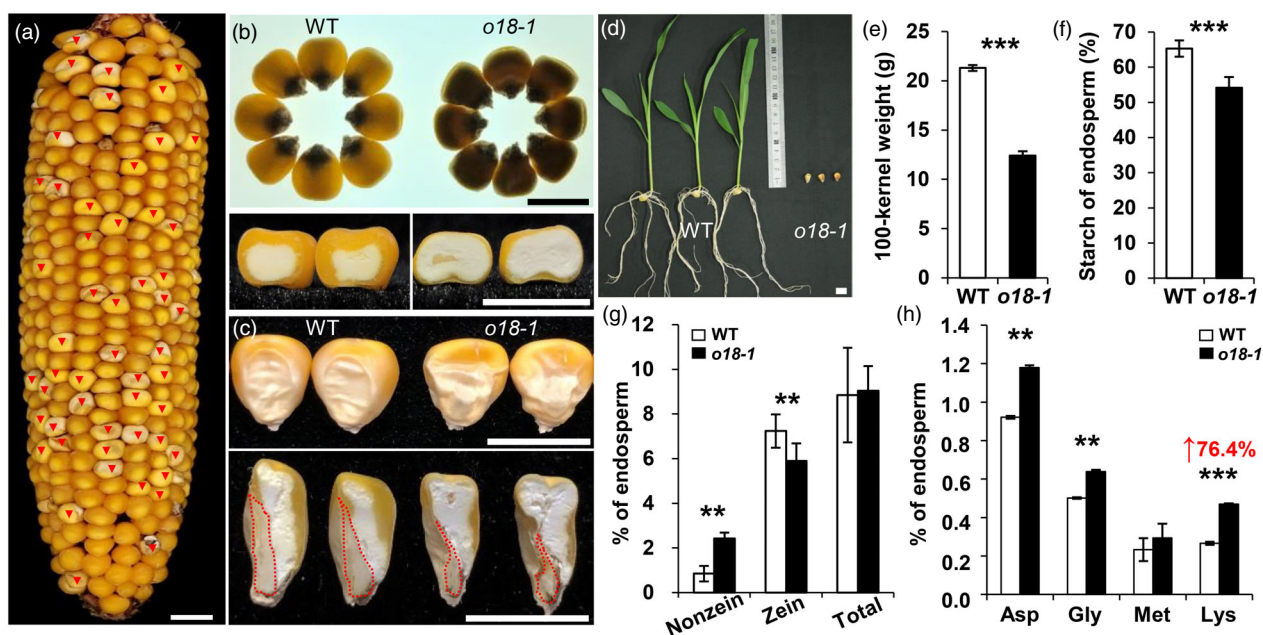 (a)
(b)
WT
o18-1
(c)
WT
o18-1
(d)
WT
o18-1
(e)
100-kernel weight (g)
25
20
15
10
5
0
***
WT o18-1
(f)
Starch of endosperm (%)
70
60
50
40
30
20
10
0
***
WT o18-1
(g)
% of endosperm
12
10
8
6
4
2
0
WT
o18-1
**
**
Nonzein Zein Total
(h)
% of endosperm
1.4
1.2
1.0
0.8
0.6
0.4
0.2
0.0
WT
o18-1
**
**
↑76.4%
***
Asp Gly Met Lys